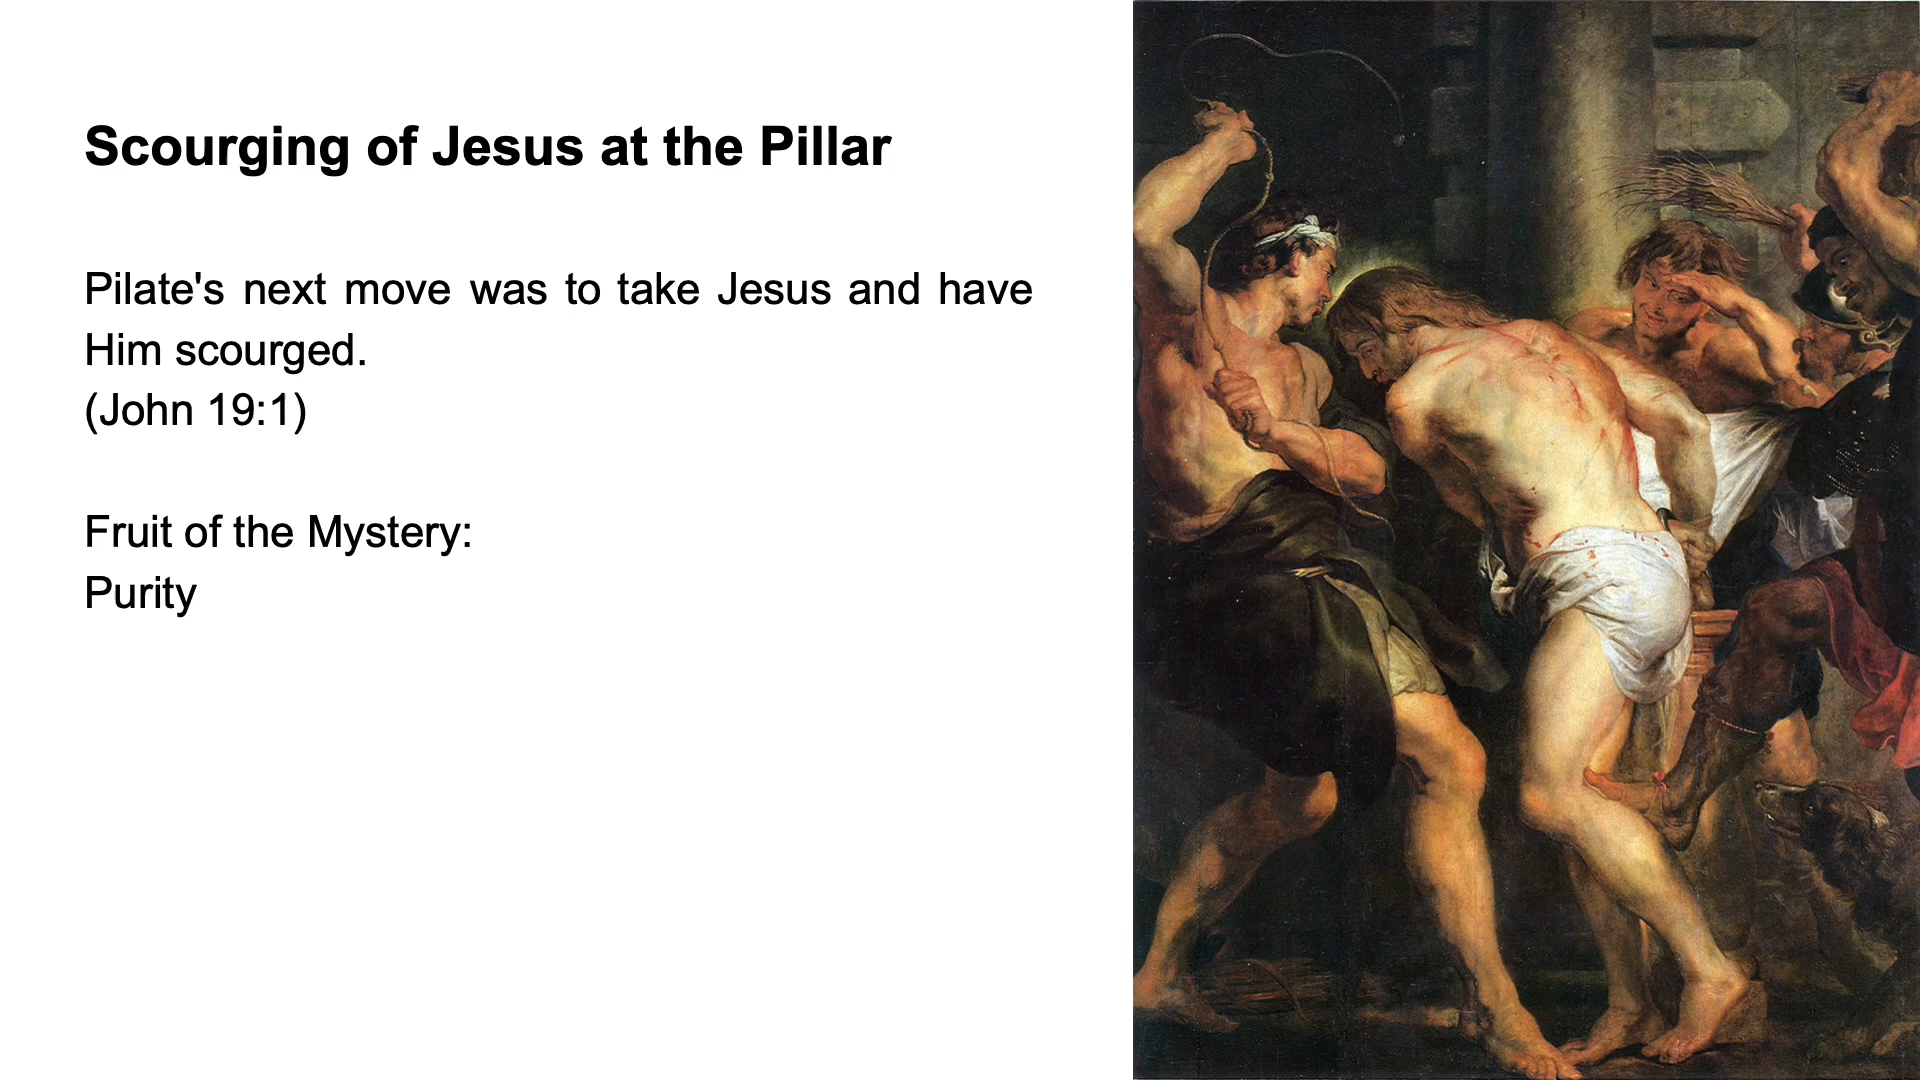 Scourging of Jesus at the Pillar
Pilate's next move was to take Jesus and have
Him scourged.
(John 19:1)
Fruit of the Mystery:
Purity